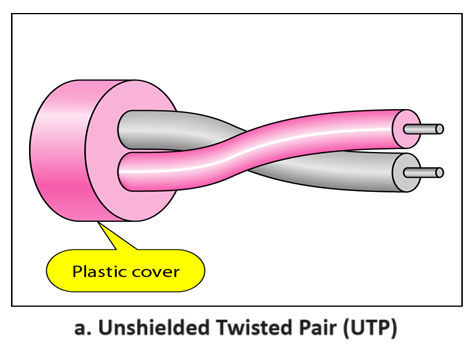 Plastic cover
a. Unshielded Twisted Pair (UTP)